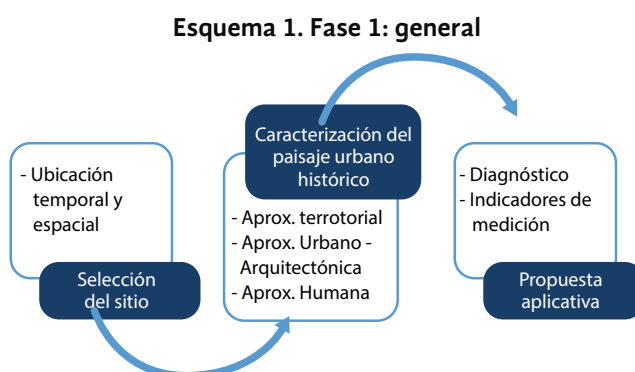 Esquema 1. Fase 1: general
- Ubicación
temporal y
espacial
Selección
del sitio
Caracterización del
paisaje urbano
histórico
- Aprox. terrotorial
- Aprox. Urbano -
Arquitectónica
- Aprox. Humana
- Diagnóstico
- Indicadores de
medición
Propuesta
aplicativa